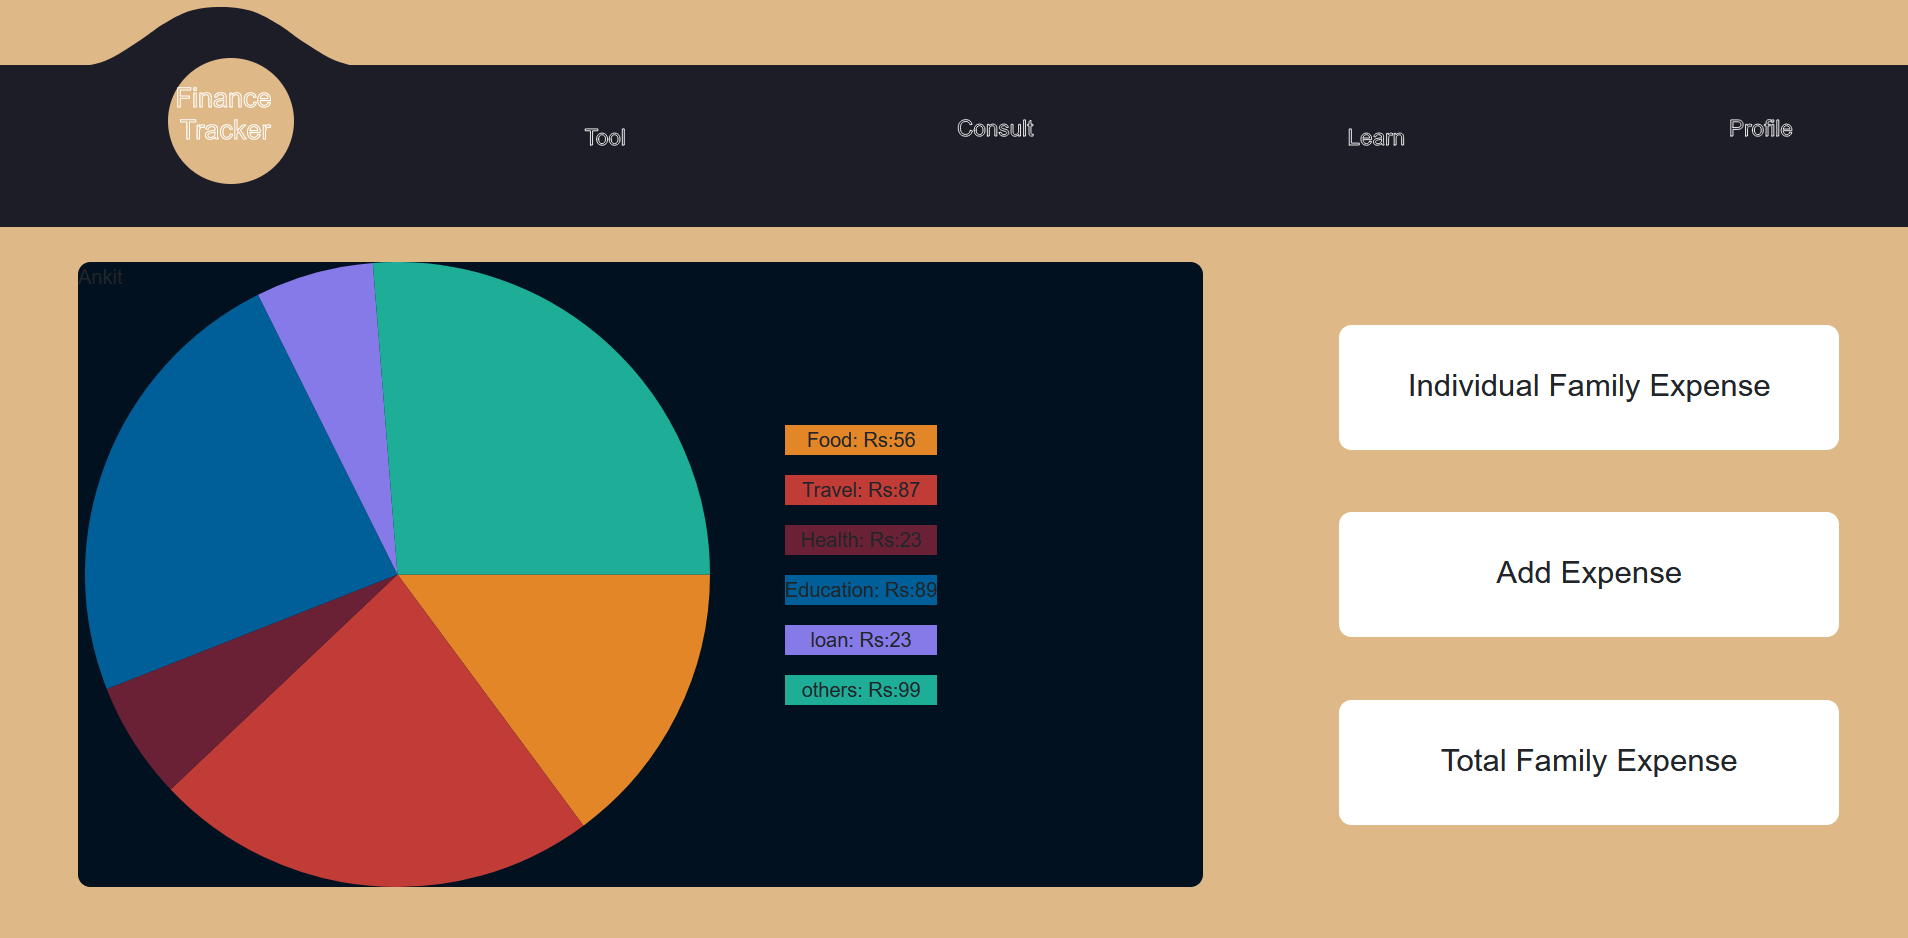 Finance
Tracker
Tool
Consult
Learn
Profile
Ankit
Food: Rs:56
Travel: Rs:87
Health: Rs:23
Education: Rs:89
loan: Rs:23
others: Rs:99
Individual Family Expense
Add Expense
Total Family Expense